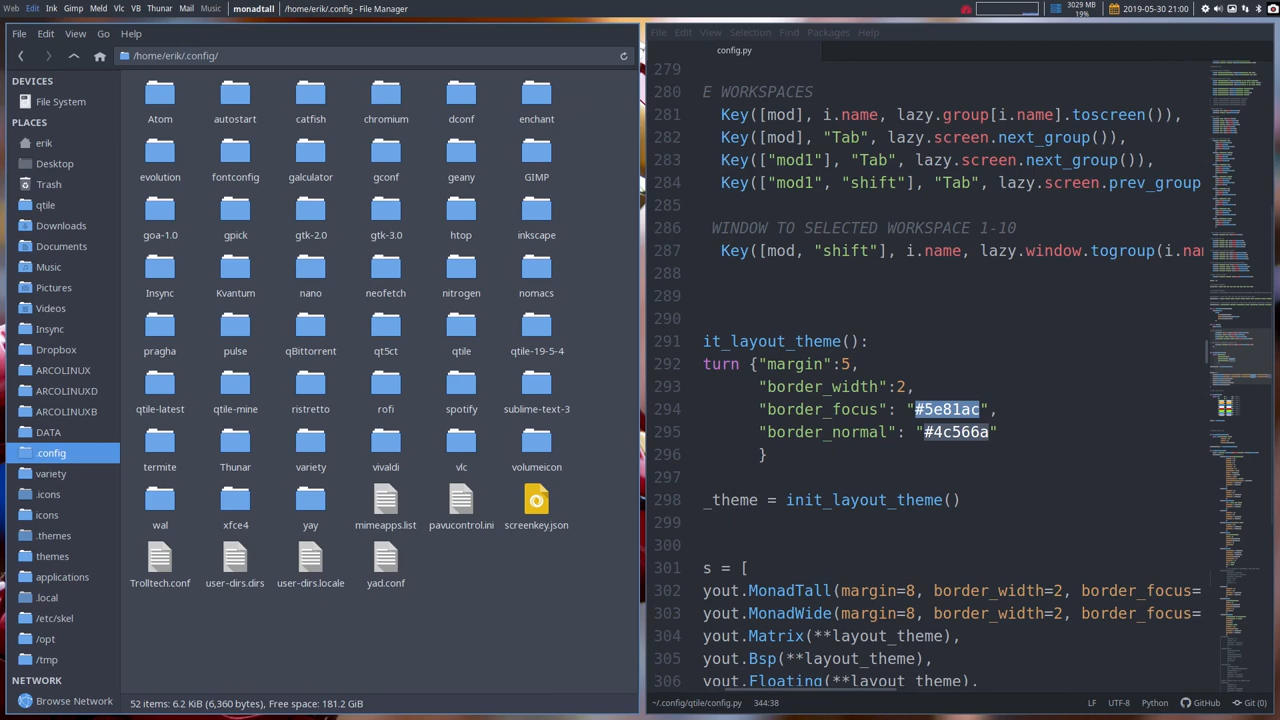 Web Edit Ink Gimp Meld Vlc VB Thunar Mail Music monadtall /home/erik/.config - File Manager
3029 MB
19%
2019-05-30 21:00
File Edit View Go Help
/home/erik/.config/
DEVICES
File System
PLACES
erik
Desktop
Trash
qtile
Downloads
Documents
Music
Pictures
Videos
Insync
Dropbox
ARCOLINUX
ARCOLINUXD
ARCOLINUXB
DATA
.config
variety
.icons
icons
.themes
themes
applications
.local
/etc/skel
/opt
/tmp
NETWORK
Browse Network
Atom autostart catfish chromium dconf enchant
evolution fontconfig galculator gconf geany GIMP
goa-1.0 gpick gtk-2.0 gtk-3.0 htop inkscape
Insync Kvantum nano neofetch nitrogen Nomacs
pragha pulse qBittorrent qt5ct qtile qtile-19-5-4
qtile-latest qtile-mine ristretto rofi spotify sublime-text-3
termite Thunar variety vivaldi vlc volumeicon
wal xfce4 yay mimeapps.list pavucontrol.ini screenkey.json
Trolltech.conf user-dirs.dirs user-dirs.locale yad.conf
52 items: 6.2 KiB (6,360 bytes), Free space: 181.2 GiB
File Edit View Selection Find Packages Help
config.py
279
280 E WORKSPACES
281 Key([mod], i.name, lazy.group[i.name].toscreen()),
282 Key([mod], "Tab", lazy.screen.next_group()),
283 Key(["mod1"], "Tab", lazy.screen.next_group()),
284 Key(["mod1", "shift"], "Tab", lazy.screen.prev_group
285
286 WINDOW TO SELECTED WORKSPACE 1-10
287 Key([mod, "shift"], i.name, lazy.window.togroup(i.na
288
289
290
291 it_layout_theme():
292 turn {"margin":5,
293 "border_width":2,
294 "border_focus": "#5e81ac",
295 "border_normal": "#4c566a"
296 }
297
298 _theme = init_layout_theme()
299
300
301 s = [
302 yout.MonadTall(margin=8, border_width=2, border_focus=
303 yout.MonadWide(margin=8, border_width=2, border_focus=
304 yout.Matrix(**layout_theme),
305 yout.Bsp(**layout_theme),
306 yout.Floating(**layout_theme),
~/.config/qtile/config.py 344:38 LF UTF-8 Python GitHub Git (0)